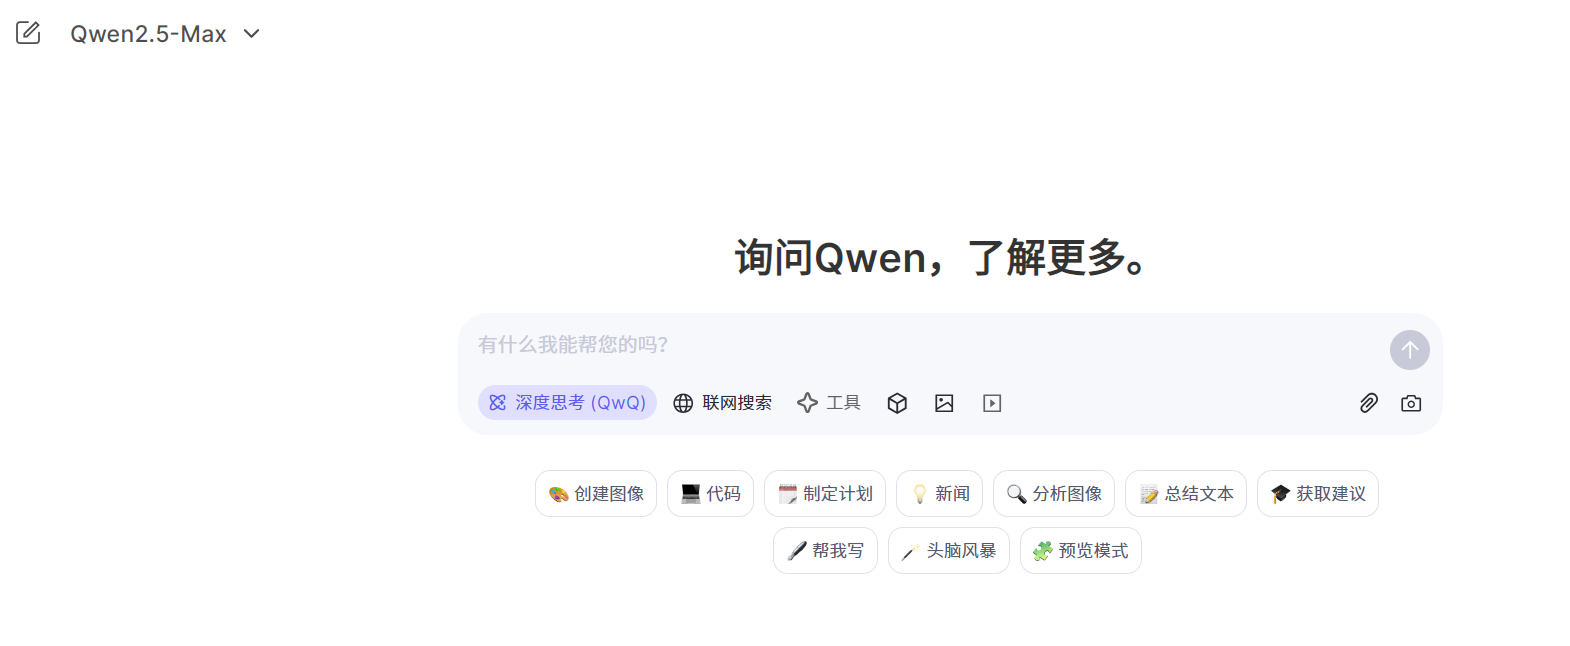 Qwen2.5-Max
询问Qwen，了解更多。
有什么我能帮您的吗？
深度思考 (QwQ) 联网搜索 工具
创建图像 代码 制定计划 新闻 分析图像 总结文本 获取建议
帮我写 头脑风暴 预览模式